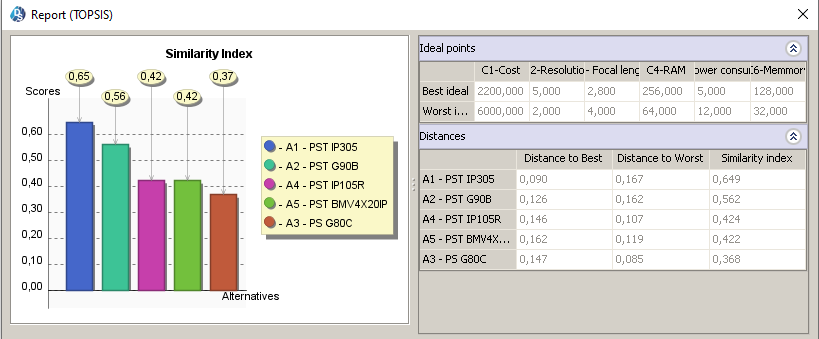 Report (TOPSIS)
Similarity Index
Scores
0,65
0,56
0,42
0,42
0,37
0,60
0,50
0,40
0,30
0,20
0,10
0,00
Alternatives
- A1 - PST IP305
- A2 - PST G90B
- A4 - PST IP105R
- A5 - PST BMV4X20IP
- A3 - PS G80C
Ideal points
C1-Cost 2-Resolutio - Focal leng C4-RAM ower consu 6-Memmory
Best ideal 2200,000 5,000 2,800 256,000 5,000 128,000
Worst i... 6000,000 2,000 4,000 64,000 12,000 32,000
Distances
Distance to Best Distance to Worst Similarity index
A1 - PST IP305 0,090 0,167 0,649
A2 - PST G90B 0,126 0,162 0,562
A4 - PST IP105R 0,146 0,107 0,424
A5 - PST BMV4X... 0,162 0,119 0,422
A3 - PS G80C 0,147 0,085 0,368